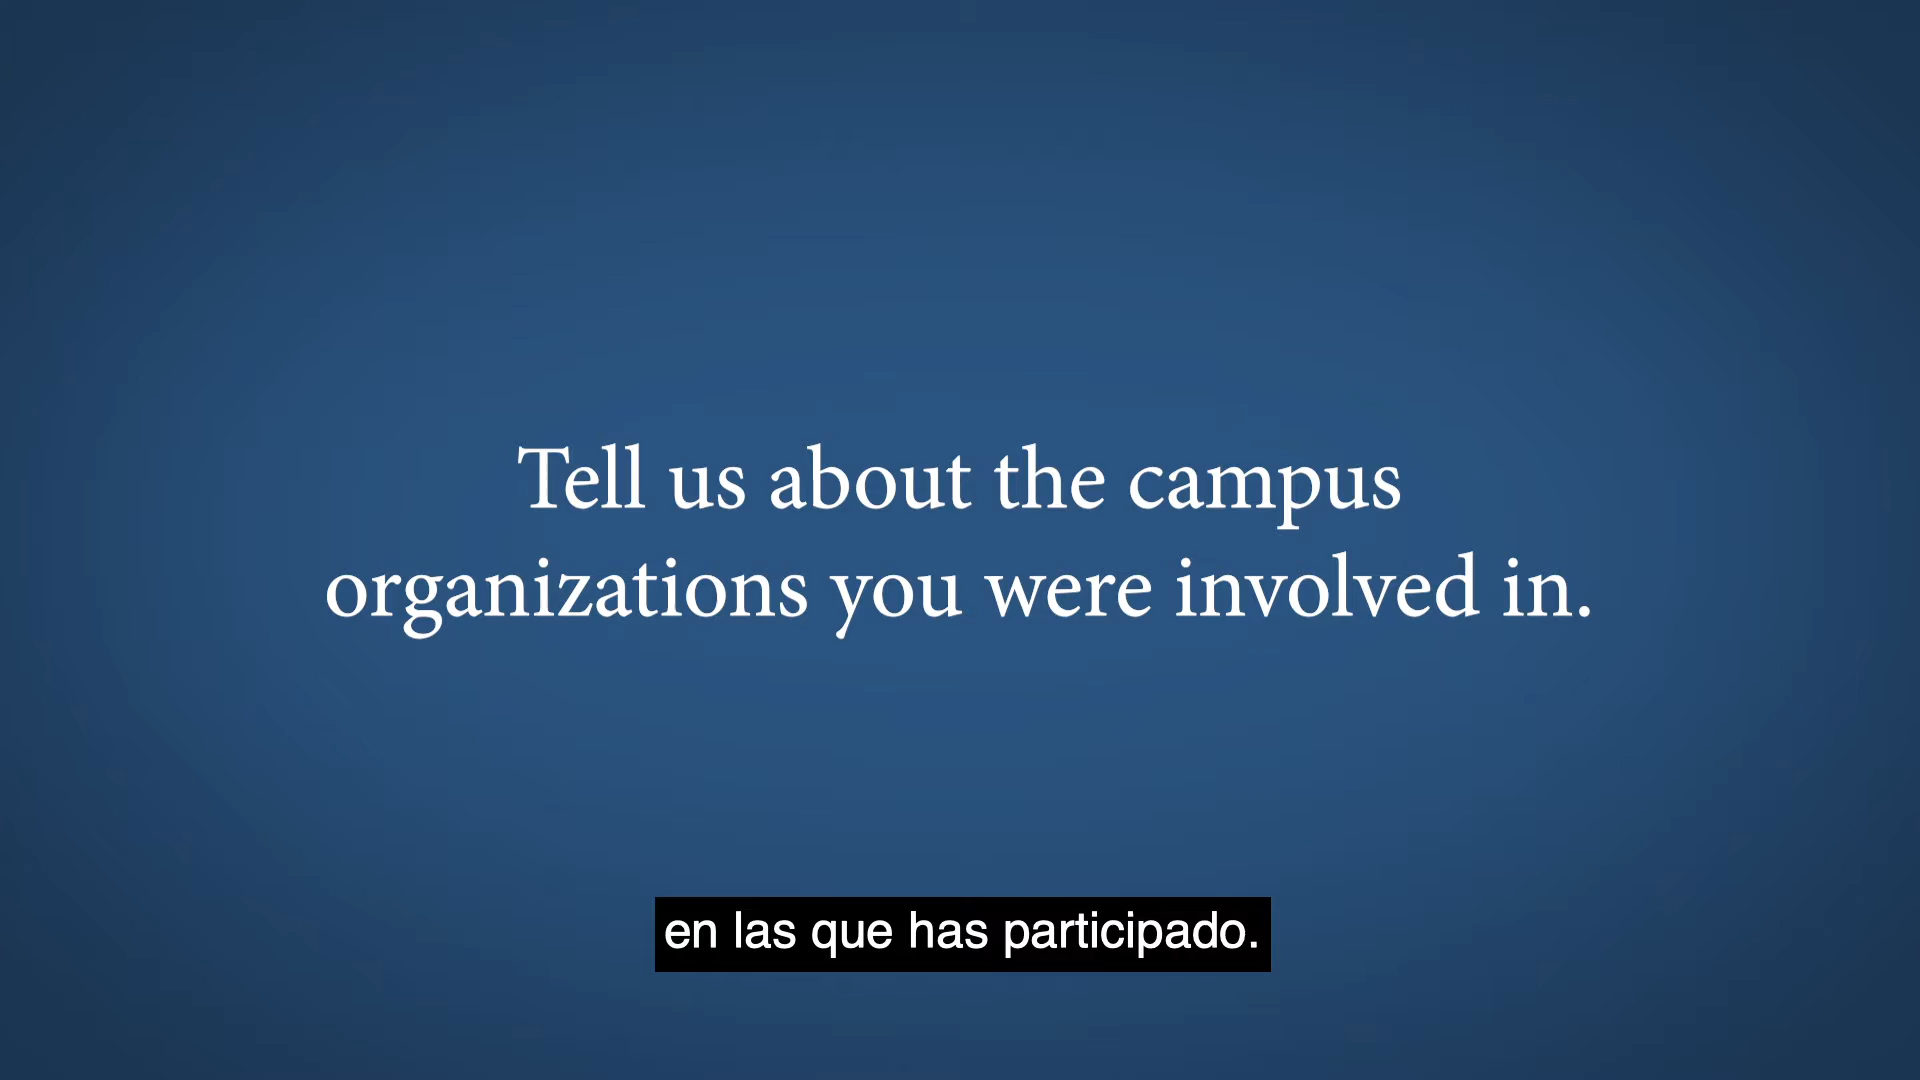 Tell us about the campus
organizations you were involved in.
en las que has participado.